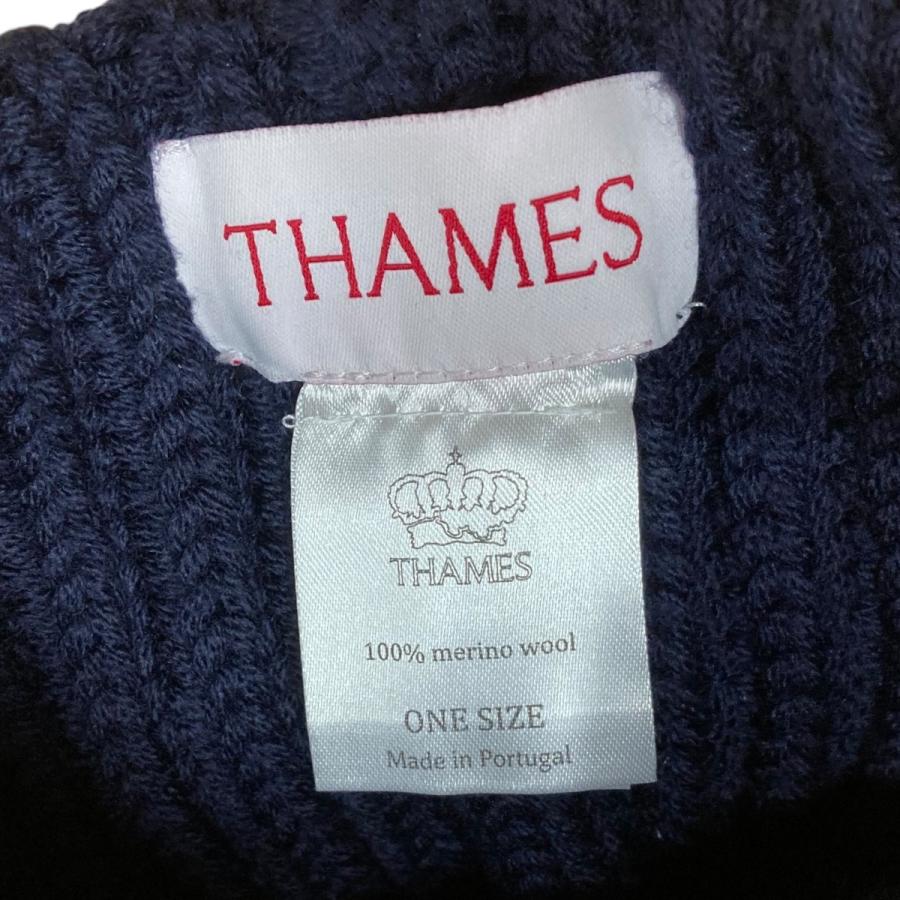 THAMES
THAMES
100% merino wool
ONE SIZE
Made in Portugal